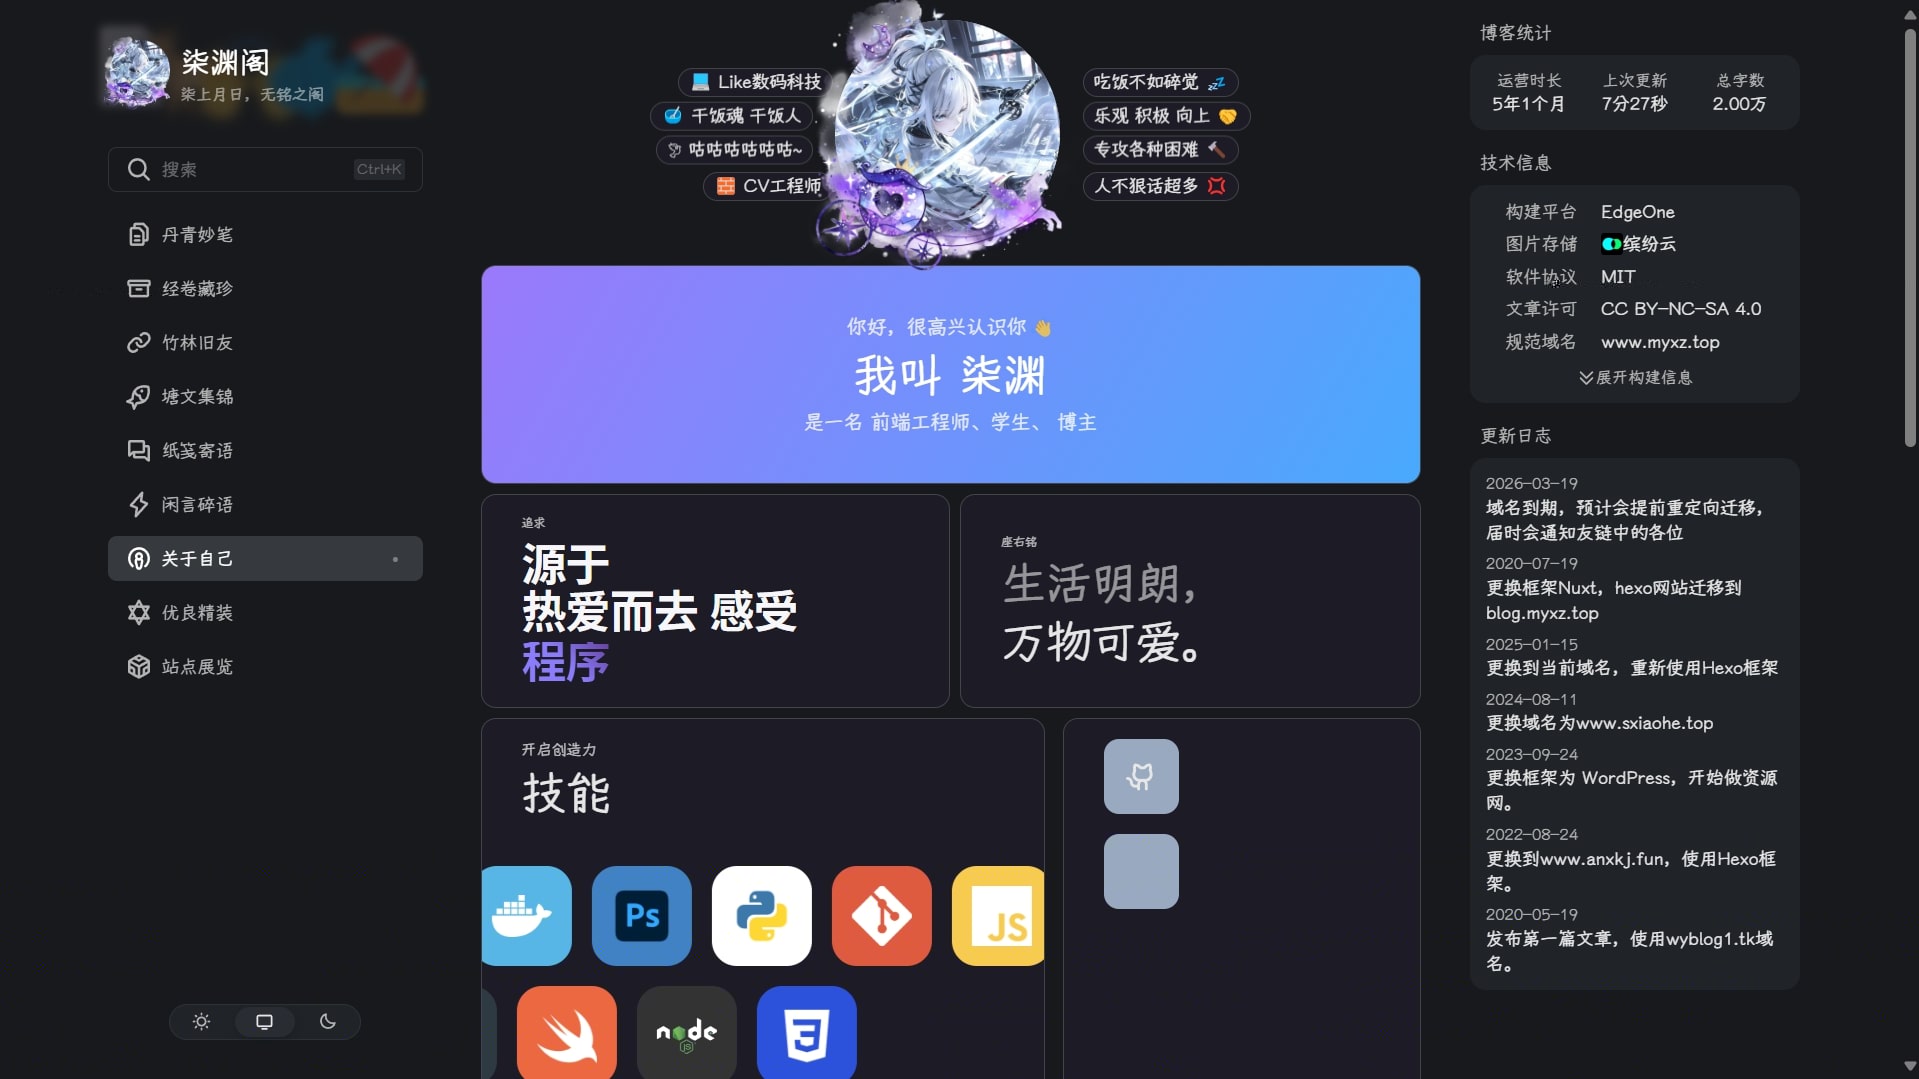 柒渊阁
柒上月日，无铭之阁
搜索
Ctrl+K
丹青妙笔
经卷藏珍
竹林旧友
塘文集锦
纸笺寄语
闲言碎语
关于自己
优良精装
站点展览
Like数码科技
干饭魂 干饭人
咕咕咕咕咕咕~
CV工程师
吃饭不如碎觉
乐观 积极 向上
专攻各种困难
人不狠话超多
你好，很高兴认识你
我叫 柒渊
是一名 前端工程师、学生、 博主
追求
源于
热爱而去 感受
程序
座右铭
生活明朗，
万物可爱。
开启创造力
技能
Ps
JS
node
JS
3
博客统计
运营时长 上次更新 总字数
5年1个月 7分27秒 2.00万
技术信息
构建平台 EdgeOne
图片存储 缤纷云
软件协议 MIT
文章许可 CC BY-NC-SA 4.0
规范域名 www.myxz.top
展开构建信息
更新日志
2026-03-19
域名到期，预计会提前重定向迁移，
届时会通知友链中的各位
2020-07-19
更换框架Nuxt，hexo网站迁移到
blog.myxz.top
2025-01-15
更换到当前域名，重新使用Hexo框架
2024-08-11
更换域名为www.sxiaohe.top
2023-09-24
更换框架为 WordPress，开始做资源
网。
2022-08-24
更换到www.anxkj.fun，使用Hexo框
架。
2020-05-19
发布第一篇文章，使用wyblog1.tk域
名。